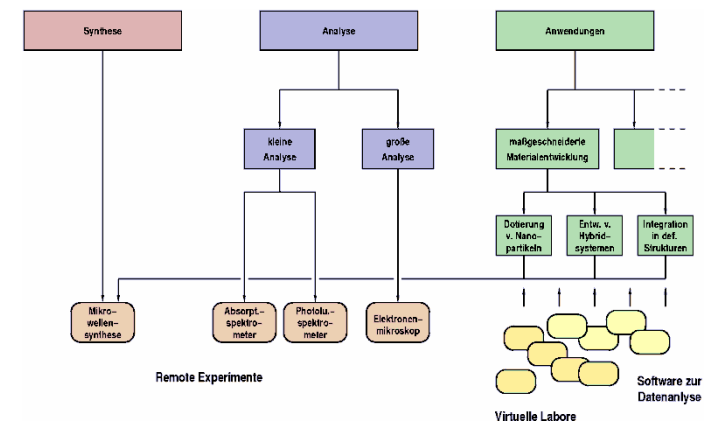 Synthese
Analyse
Anwendungen
kleine
Analyse
große
Analyse
maßgeschneiderte
Materialentwicklung
Dotierung
v. Nano–
partikeln
Entw. v.
Hybrid–
systemen
Integration
in def.
Strukturen
Mikro–
wellen–
synthese
Absorpt.–
spektro–
meter
Photolu.–
spektro–
meter
Elektronen–
mikroskop
Remote Experimente
Software zur
Datenanlyse
Virtuelle Labore